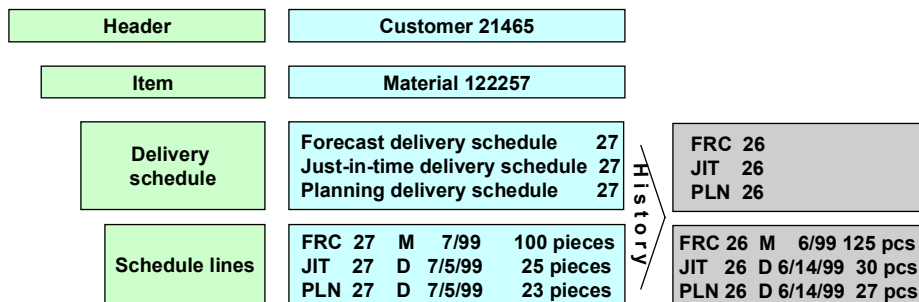 Header
Customer 21465
Item
Material 122257
Delivery
schedule
Forecast delivery schedule 27
Just-in-time delivery schedule 27
Planning delivery schedule 27
History
FRC 26
JIT 26
PLN 26
Schedule lines
FRC 27 M 7/99 100 pieces
JIT 27 D 7/5/99 25 pieces
PLN 27 D 7/5/99 23 pieces
FRC 26 M 6/99 125 pcs
JIT 26 D 6/14/99 30 pcs
PLN 26 D 6/14/99 27 pcs